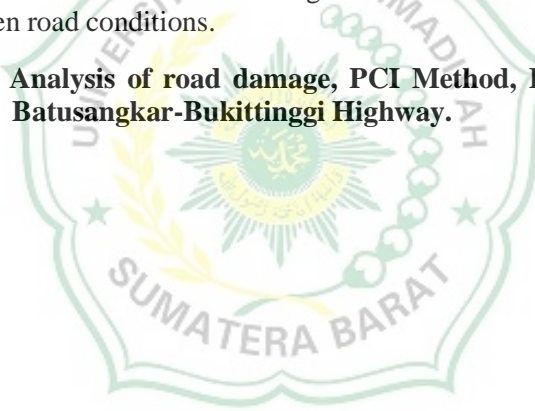 en road conditions.
Analysis of road damage, PCI Method,
Batusangkar-Bukittinggi Highway.
SUMATERA BARAT